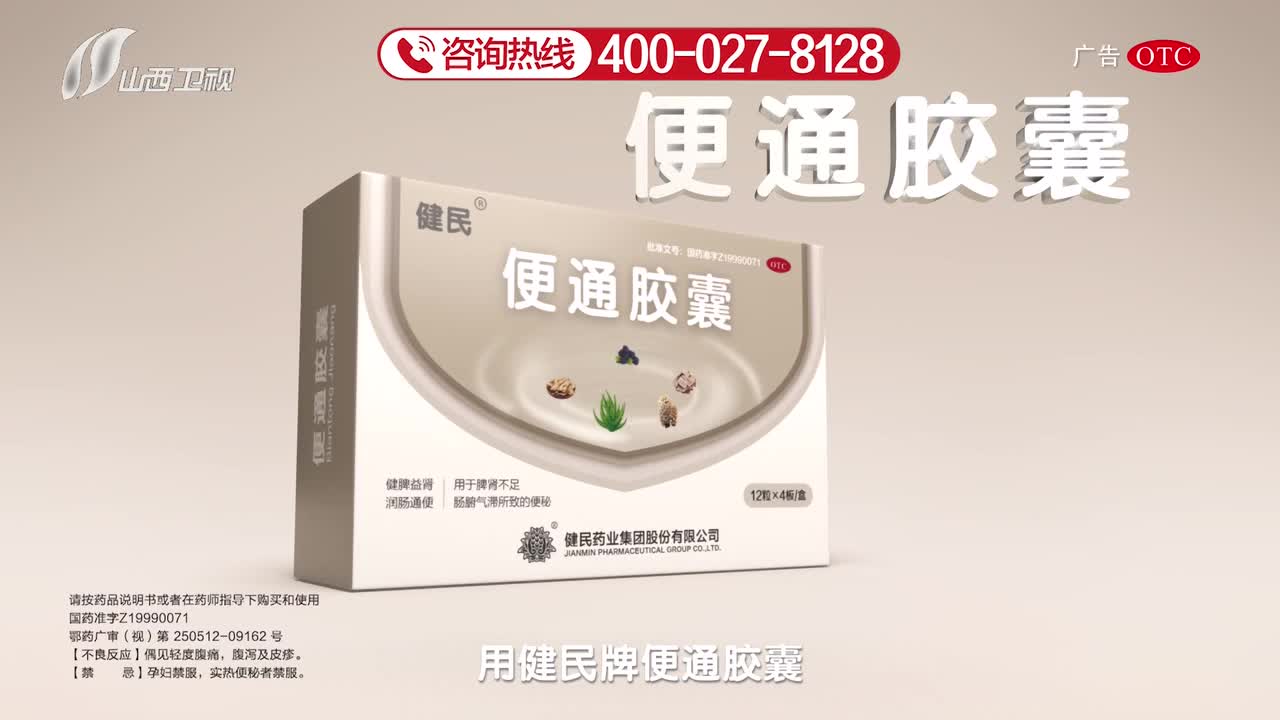 山西卫视
咨询热线 400-027-8128
广告 OTC
便通胶囊
健民®
批准文号：国药准字Z19990071 OTC
便通胶囊
便通胶囊
Biantong Jiaonang
健脾益肾
润肠通便
用于脾肾不足
肠腑气滞所致的便秘
12粒×4板/盒
健民药业集团股份有限公司
JIANMIN PHARMACEUTICAL GROUP CO.,LTD.
请按药品说明书或者在药师指导下购买和使用
国药准字Z19990071
鄂药广审（视）第 250512-09162 号
【不良反应】偶见轻度腹痛，腹泻及皮疹。
忌】孕妇禁服，实热便秘者禁服。
用健民牌便通胶囊